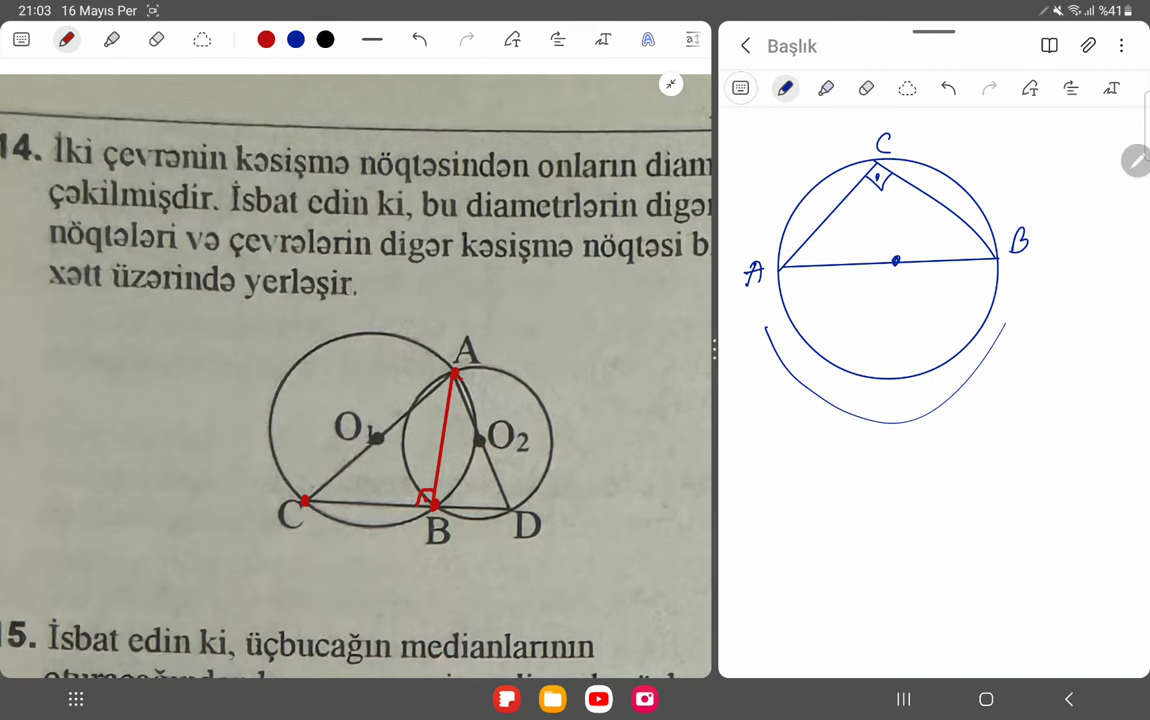 21:03 16 Mayıs Per
%41
Başlık
14. İki çevrənin kəsişmə nöqtəsindən onların diam
çəkilmişdir. İsbat edin ki, bu diametrlərin digər
nöqtələri və çevrələrin digər kəsişmə nöqtəsi b
xətt üzərində yerləşir.
A
O1
O2
C
B
D
15. İsbat edin ki, üçbucağın medianlarının
C
A
B